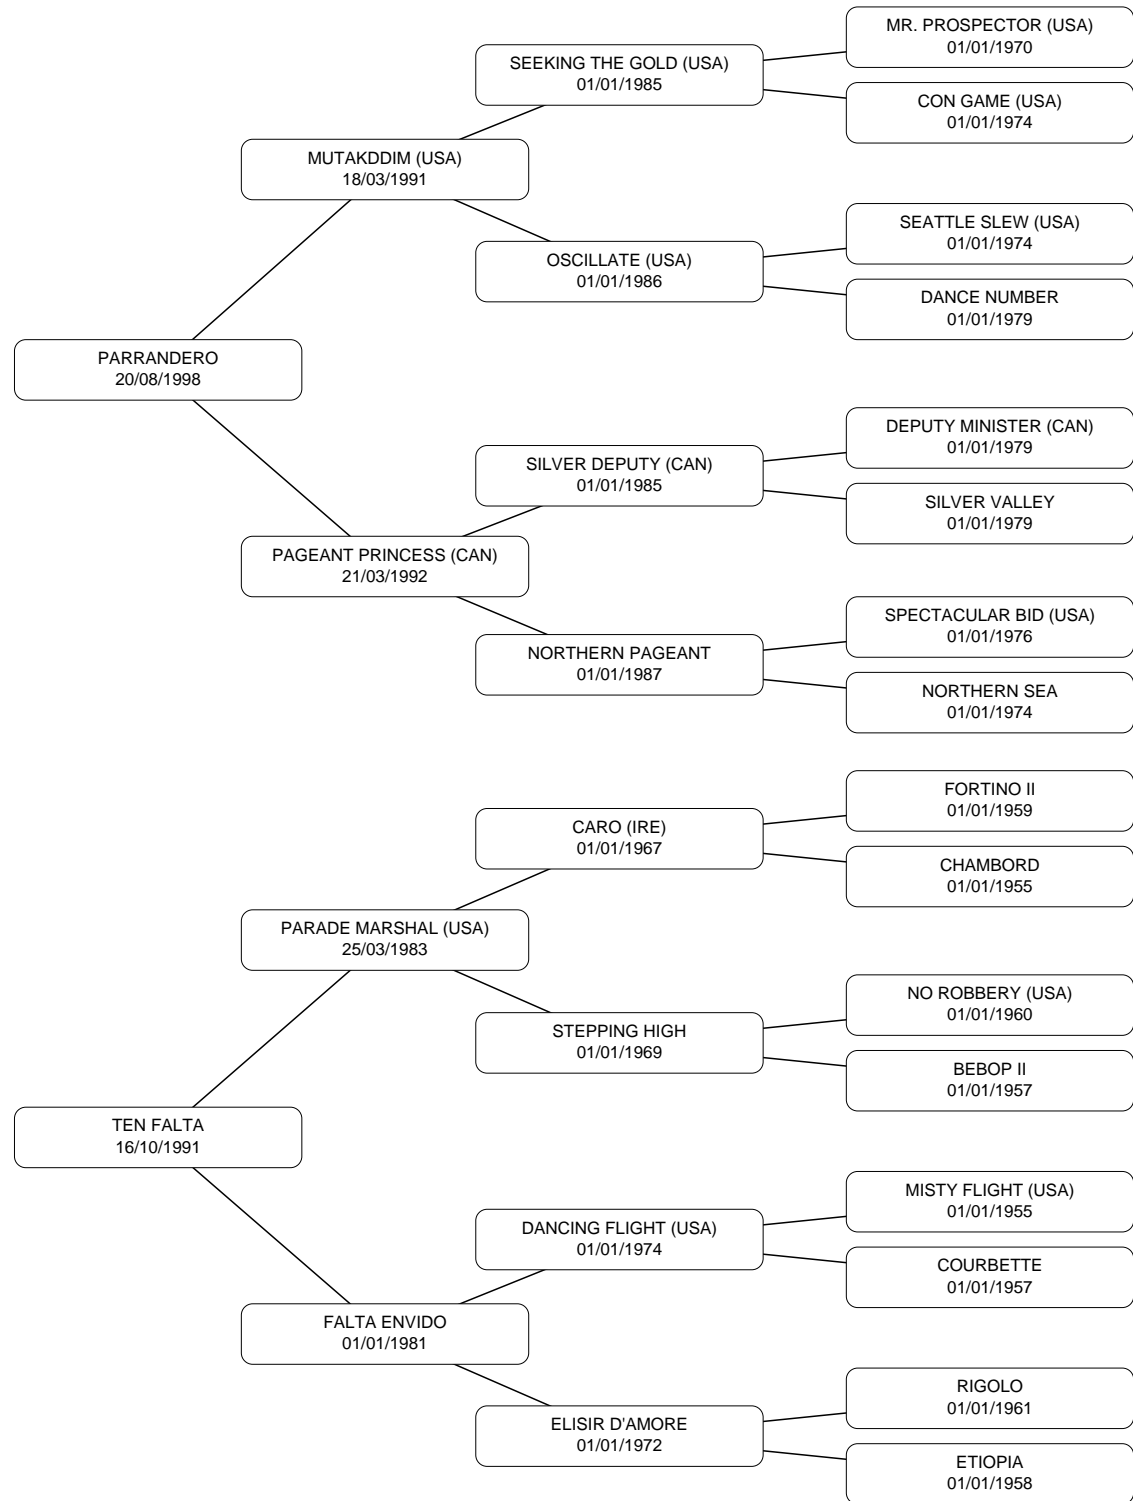 MR. PROSPECTOR (USA)
01/01/1970
SEEKING THE GOLD (USA)
01/01/1985
CON GAME (USA)
01/01/1974
MUTAKDDIM (USA)
18/03/1991
SEATTLE SLEW (USA)
01/01/1974
OSCILLATE (USA)
01/01/1986
DANCE NUMBER
01/01/1979
PARRANDERO
20/08/1998
DEPUTY MINISTER (CAN)
01/01/1979
SILVER DEPUTY (CAN)
01/01/1985
SILVER VALLEY
01/01/1979
PAGEANT PRINCESS (CAN)
21/03/1992
SPECTACULAR BID (USA)
01/01/1976
NORTHERN PAGEANT
01/01/1987
NORTHERN SEA
01/01/1974
FORTINO II
01/01/1959
CARO (IRE)
01/01/1967
CHAMBORD
01/01/1955
PARADE MARSHAL (USA)
25/03/1983
NO ROBBERY (USA)
01/01/1960
STEPPING HIGH
01/01/1969
BEBOP II
01/01/1957
TEN FALTA
16/10/1991
MISTY FLIGHT (USA)
01/01/1955
DANCING FLIGHT (USA)
01/01/1974
COURBETTE
01/01/1957
FALTA ENVIDO
01/01/1981
RIGOLO
01/01/1961
ELISIR D'AMORE
01/01/1972
ETIOPIA
01/01/1958